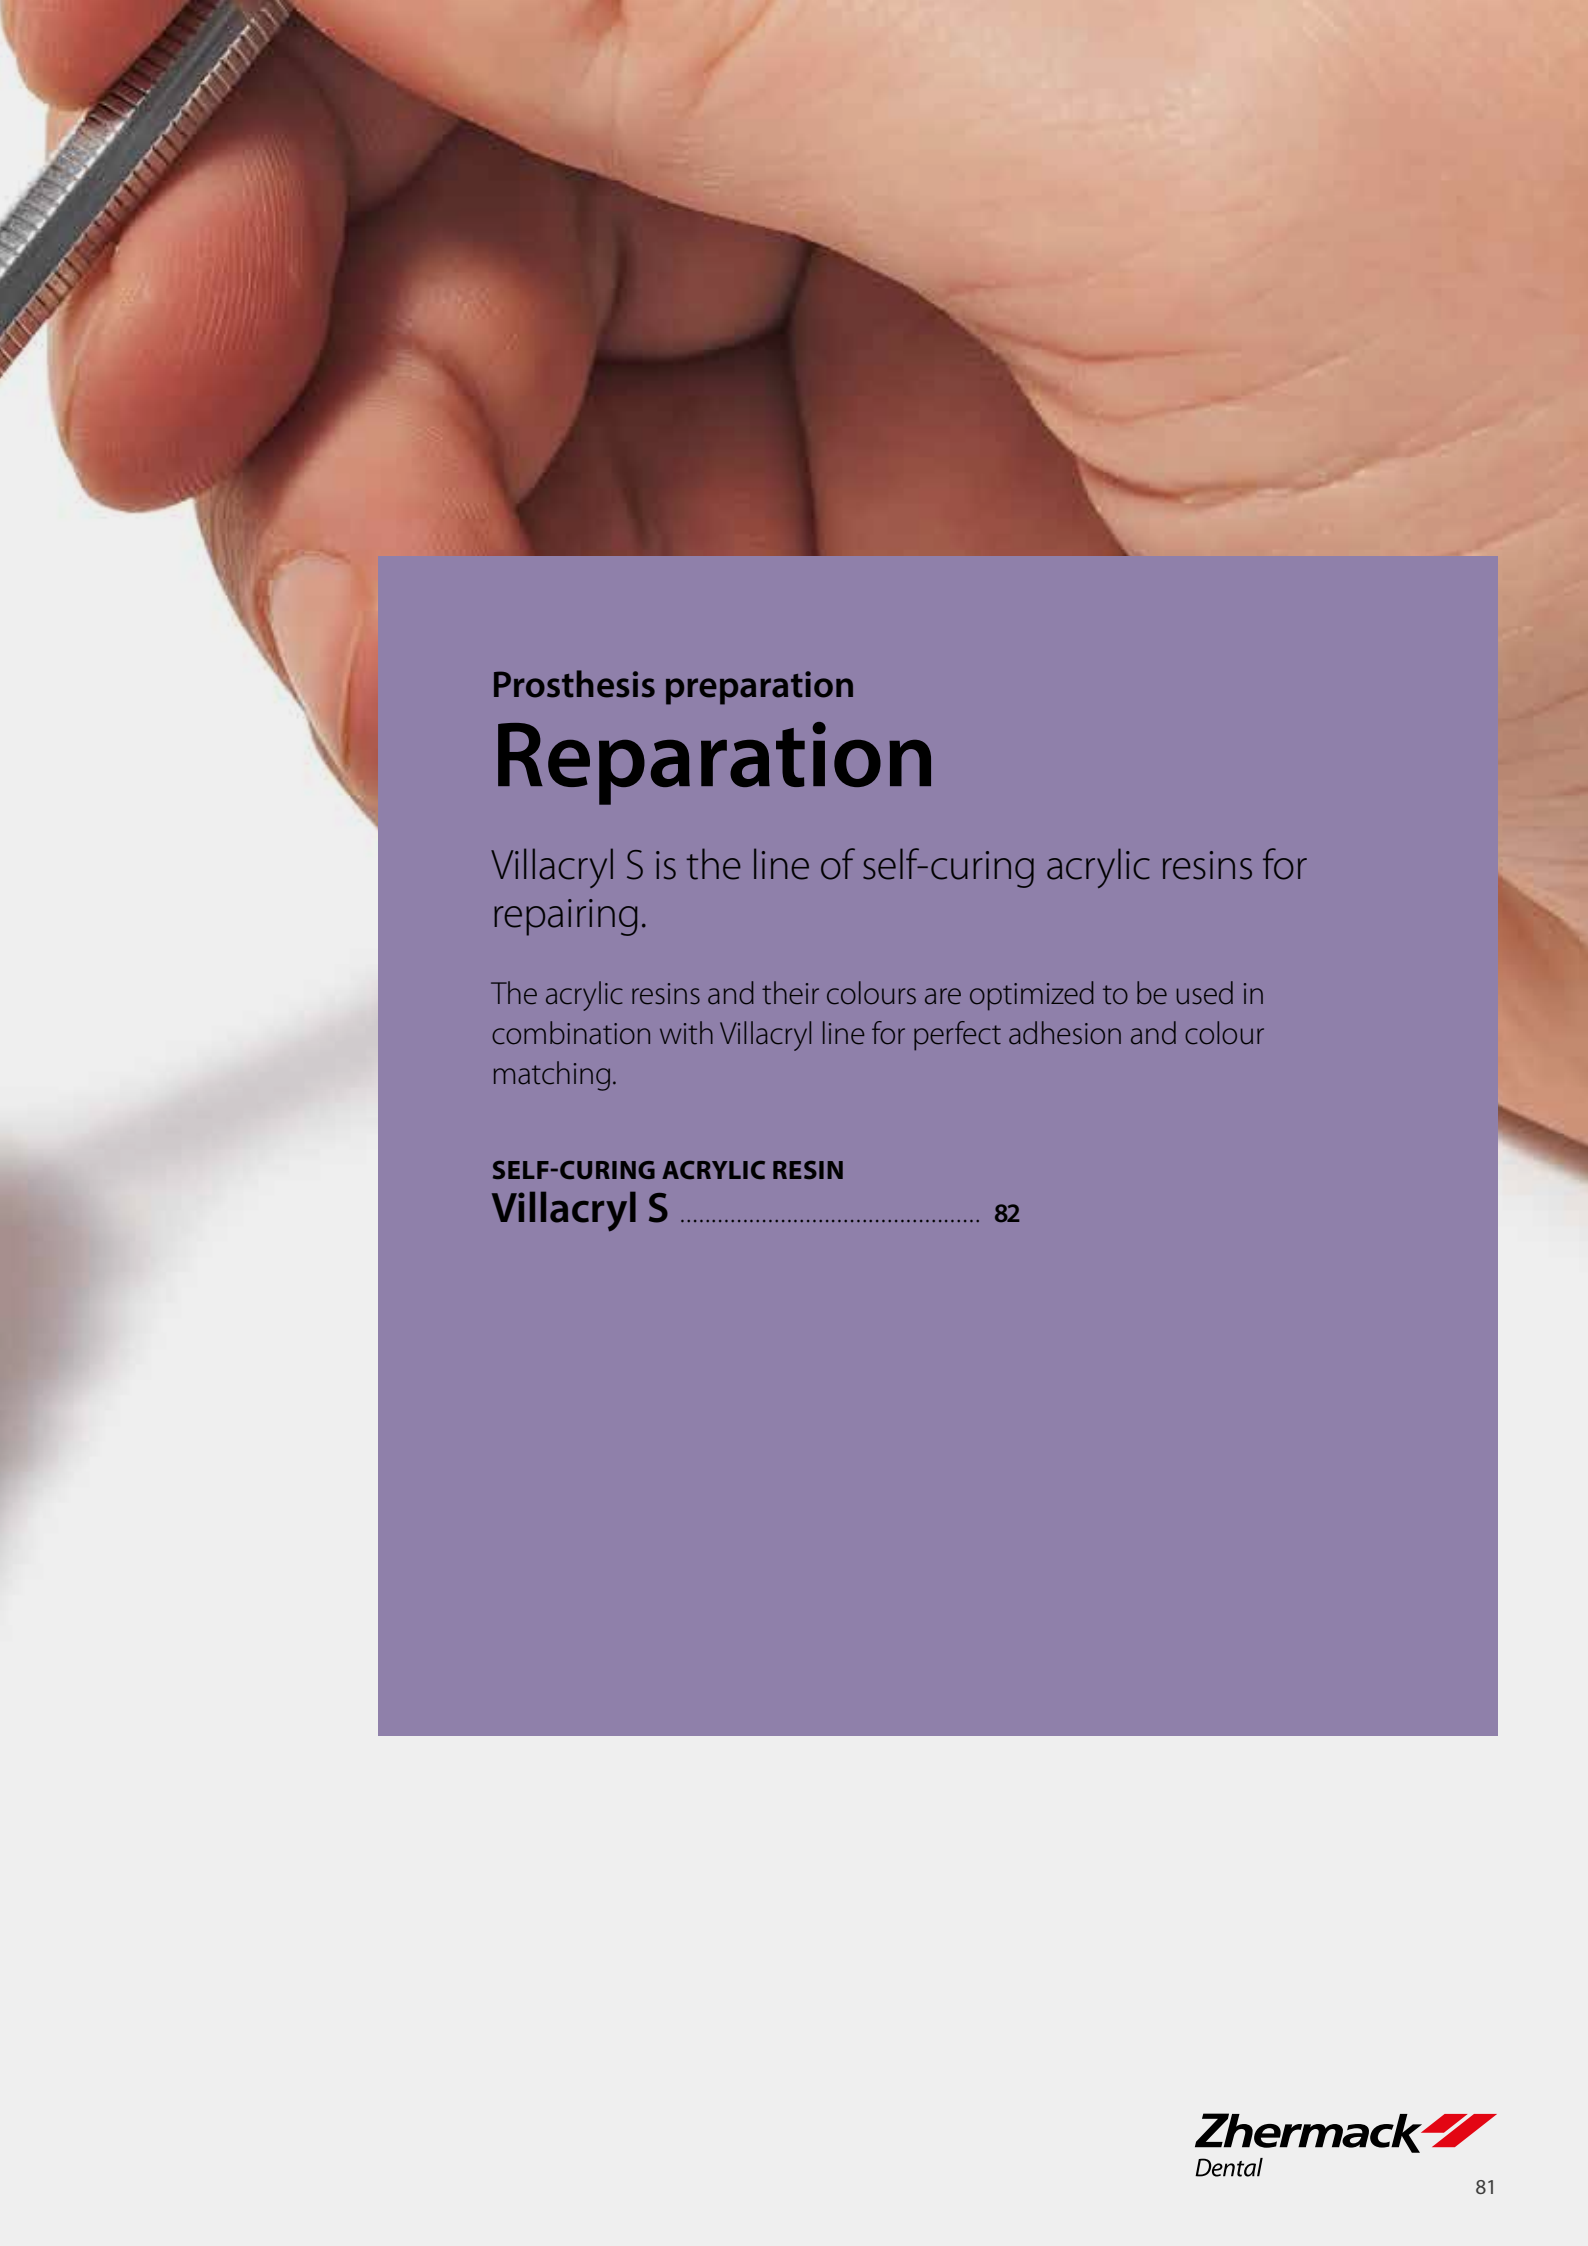 Prosthesis preparation
Reparation
Villacryl S is the line of self-curing acrylic resins for
repairing.
The acrylic resins and their colours are optimized to be used in
combination with Villacryl line for perfect adhesion and colour
matching.
SELF-CURING ACRYLIC RESIN
Villacryl S ................................................ 82
Zhermack
Dental
81